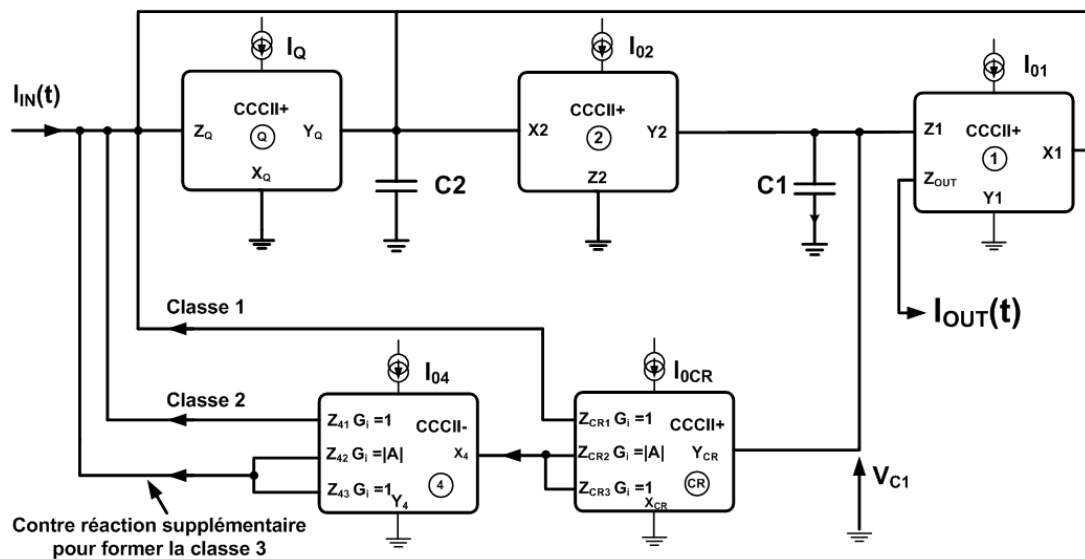 I_Q
I_02
I_01
I_IN(t)
CCCII+
Z_Q
Q
Y_Q
X_Q
C2
CCCII+
X2
2
Y2
Z2
C1
Z1
CCCII+
1
X1
Z_OUT
Y1
I_OUT(t)
Classe 1
Classe 2
I_04
I_0CR
Z_41 G_i =1
CCCII-
Z_42 G_i =|A|
X_4
Z_43 G_i =1
Y_4
4
Z_CR1 G_i =1
CCCII+
Z_CR2 G_i =|A|
Y_CR
Z_CR3 G_i =1
CR
X_CR
V_C1
Contre réaction supplémentaire
pour former la classe 3